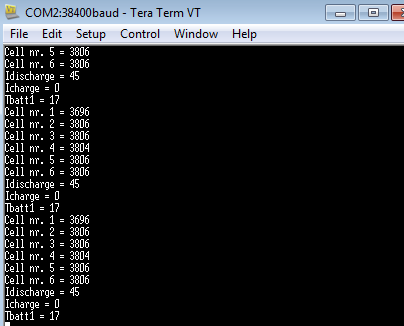 COM2:38400baud - Tera Term VT
File Edit Setup Control Window Help
Cell nr. 5 = 3806
Cell nr. 6 = 3806
Idischarge = 45
Icharge = 0
Tbatt1 = 17
Cell nr. 1 = 3696
Cell nr. 2 = 3806
Cell nr. 3 = 3806
Cell nr. 4 = 3804
Cell nr. 5 = 3806
Cell nr. 6 = 3806
Idischarge = 45
Icharge = 0
Tbatt1 = 17
Cell nr. 1 = 3696
Cell nr. 2 = 3806
Cell nr. 3 = 3806
Cell nr. 4 = 3804
Cell nr. 5 = 3806
Cell nr. 6 = 3806
Idischarge = 45
Icharge = 0
Tbatt1 = 17